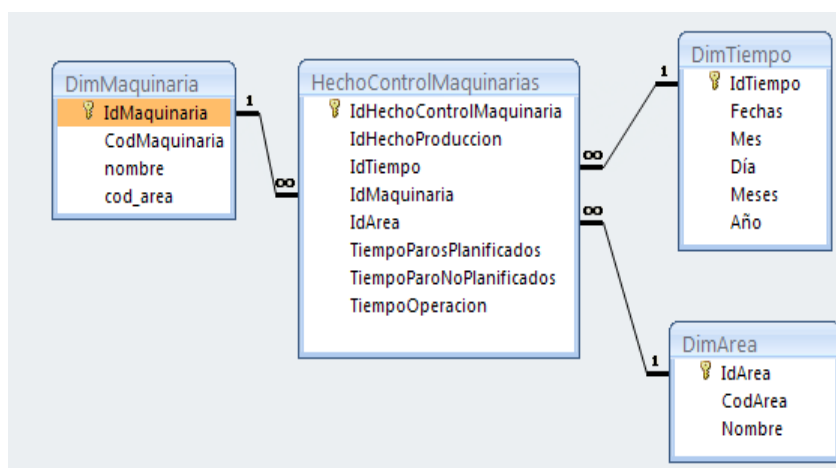 DimMaquinaria
IdMaquinaria
CodMaquinaria
nombre
cod_area
1
∞
HechoControlMaquinarias
IdHechoControlMaquinaria
IdHechoProduccion
IdTiempo
IdMaquinaria
IdArea
TiempoParosPlanificados
TiempoParoNoPlanificados
TiempoOperacion
∞
1
∞
1
DimTiempo
IdTiempo
Fechas
Mes
Día
Meses
Año
DimArea
IdArea
CodArea
Nombre